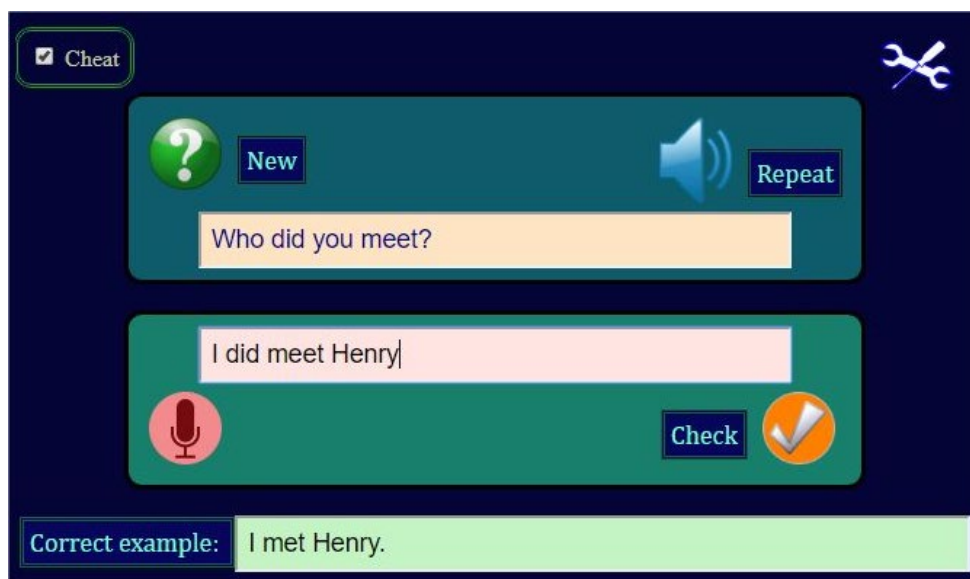 Cheat
New
Repeat
Who did you meet?
I did meet Henry
Check
Correct example:
I met Henry.